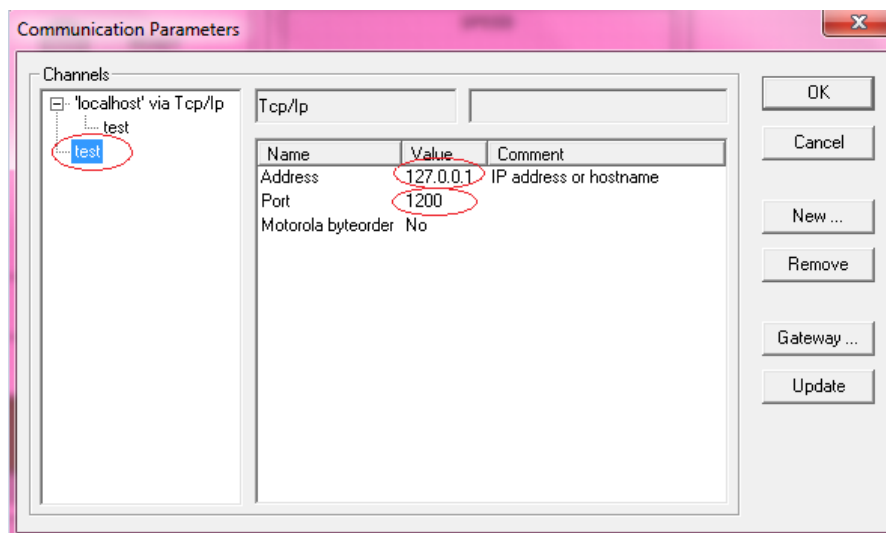 Communication Parameters
Channels
'localhost' via Tcp/Ip
test
test
Tcp/Ip
Name Value Comment
Address 127.0.0.1 IP address or hostname
Port 1200
Motorola byteorder No
OK
Cancel
New ...
Remove
Gateway ...
Update